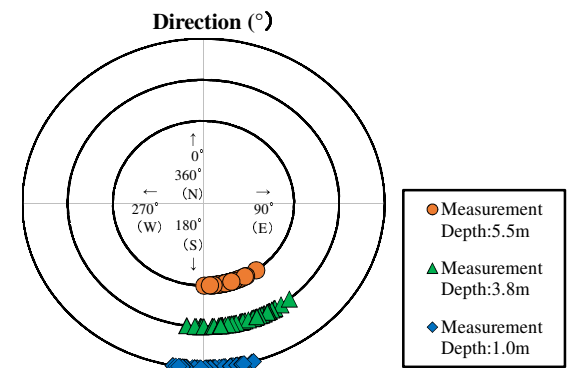 Direction (°)
↑
0°
360°
(N)
←
→
270°
90°
(W)
180°
(E)
(S)
↓
Measurement
Depth:5.5m
Measurement
Depth:3.8m
Measurement
Depth:1.0m